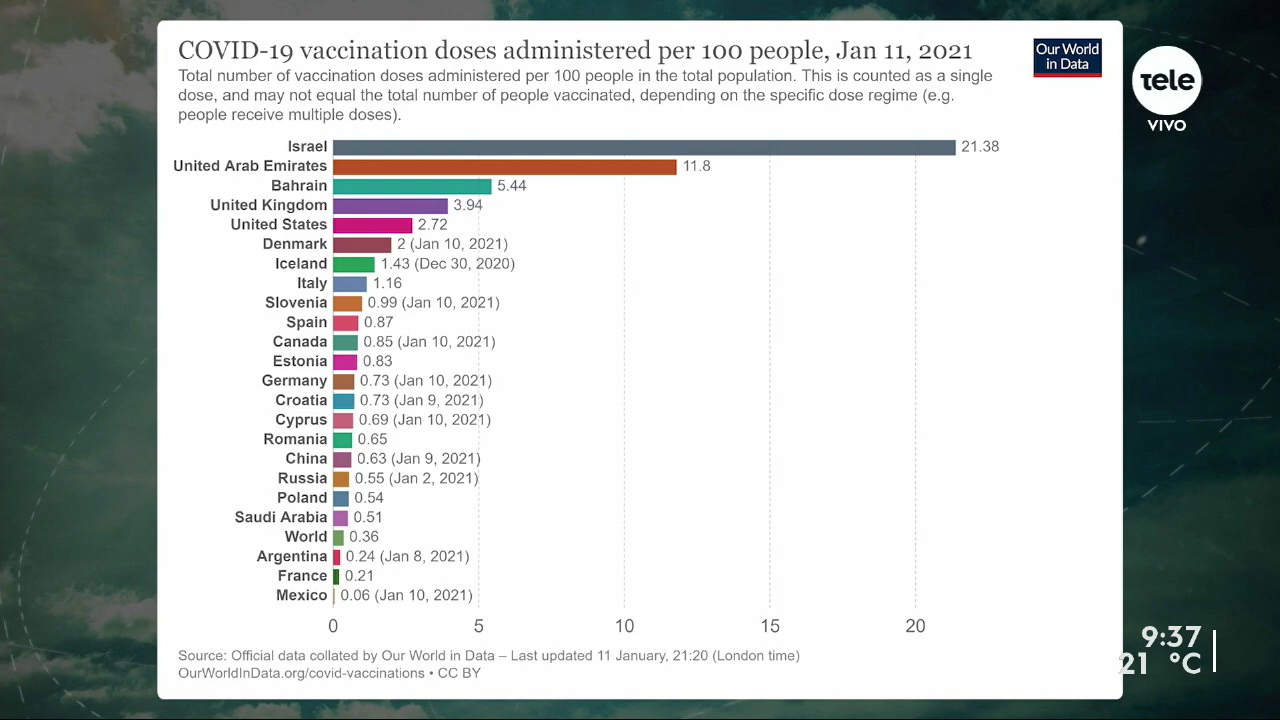 COVID-19 vaccination doses administered per 100 people, Jan 11, 2021
Our World
in Data
Total number of vaccination doses administered per 100 people in the total population. This is counted as a single
dose, and may not equal the total number of people vaccinated, depending on the specific dose regime (e.g.
people receive multiple doses).
tele
VIVO
Israel 21.38
United Arab Emirates 11.8
Bahrain 5.44
United Kingdom 3.94
United States 2.72
Denmark 2 (Jan 10, 2021)
Iceland 1.43 (Dec 30, 2020)
Italy 1.16
Slovenia 0.99 (Jan 10, 2021)
Spain 0.87
Canada 0.85 (Jan 10, 2021)
Estonia 0.83
Germany 0.73 (Jan 10, 2021)
Croatia 0.73 (Jan 9, 2021)
Cyprus 0.69 (Jan 10, 2021)
Romania 0.65
China 0.63 (Jan 9, 2021)
Russia 0.55 (Jan 2, 2021)
Poland 0.54
Saudi Arabia 0.51
World 0.36
Argentina 0.24 (Jan 8, 2021)
France 0.21
Mexico 0.06 (Jan 10, 2021)
0 5 10 15 20
Source: Official data collated by Our World in Data – Last updated 11 January, 21:20 (London time)
OurWorldInData.org/covid-vaccinations • CC BY
9:37
21 °C